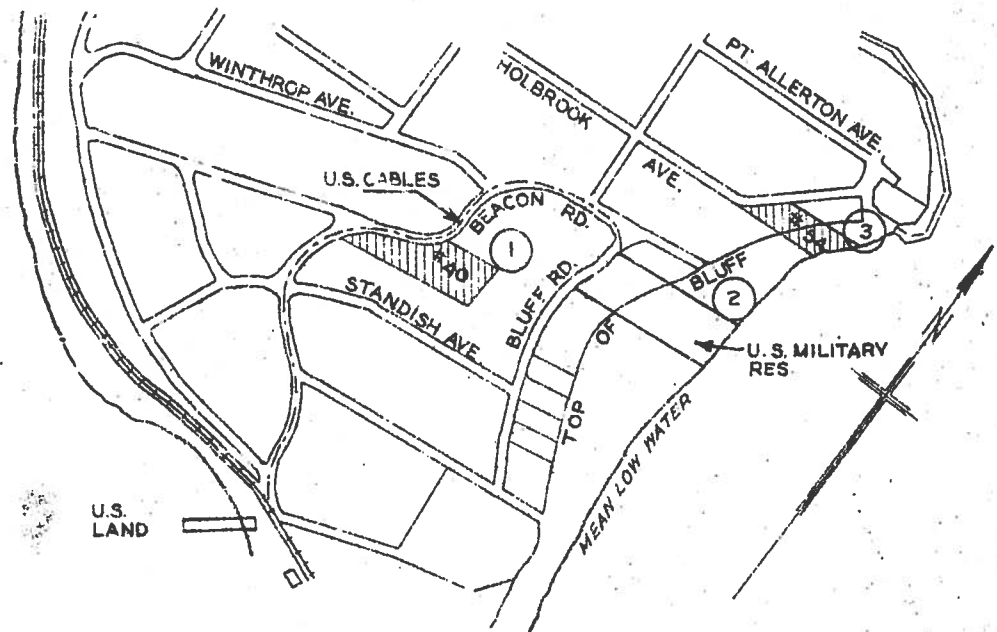 PT. ALLERTON AVE.
WINTHROP AVE.
HOLBROOK
AVE.
U.S. CABLES
BEACON RD.
1
#40
STANDISH AVE.
BLUFF RD.
TOP
OF
BLUFF
2
3
U.S. MILITARY
RES.
MEAN LOW WATER
U.S.
LAND